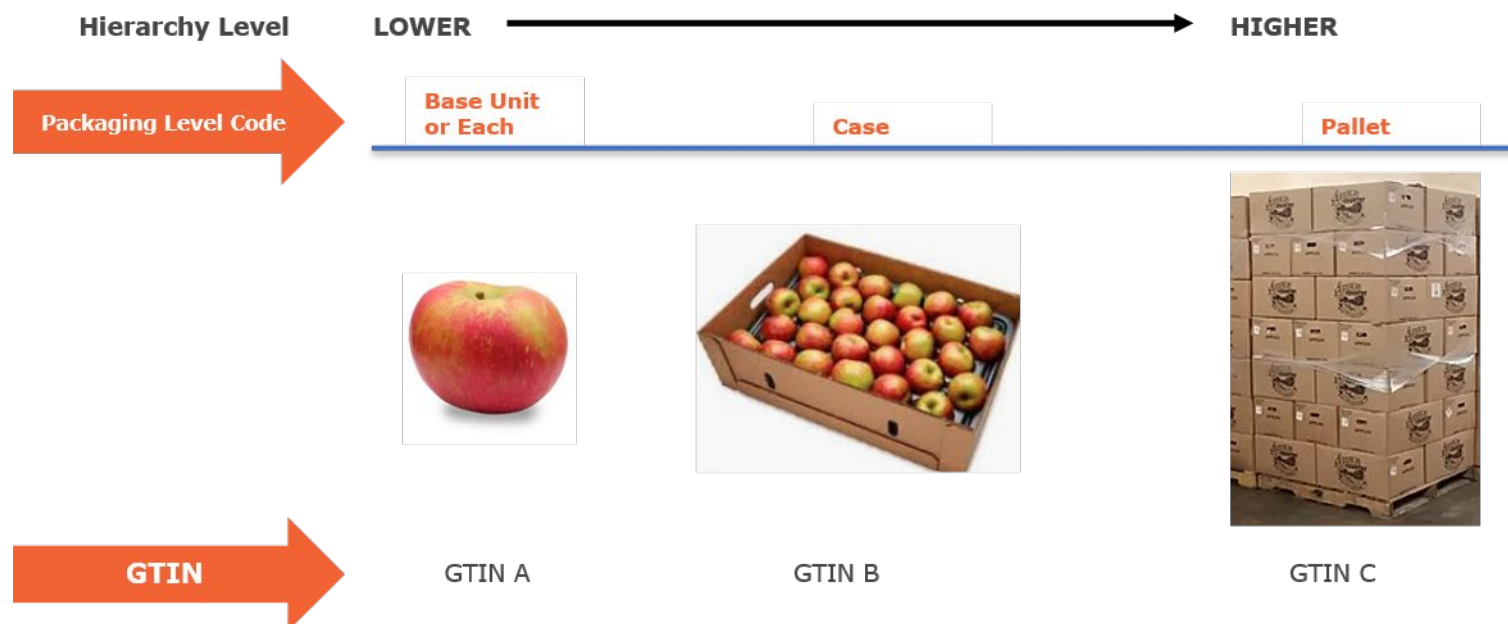 Hierarchy Level LOWER HIGHER
Packaging Level Code
Base Unit
or Each
Case
Pallet
GTIN
GTIN A
GTIN B
GTIN C